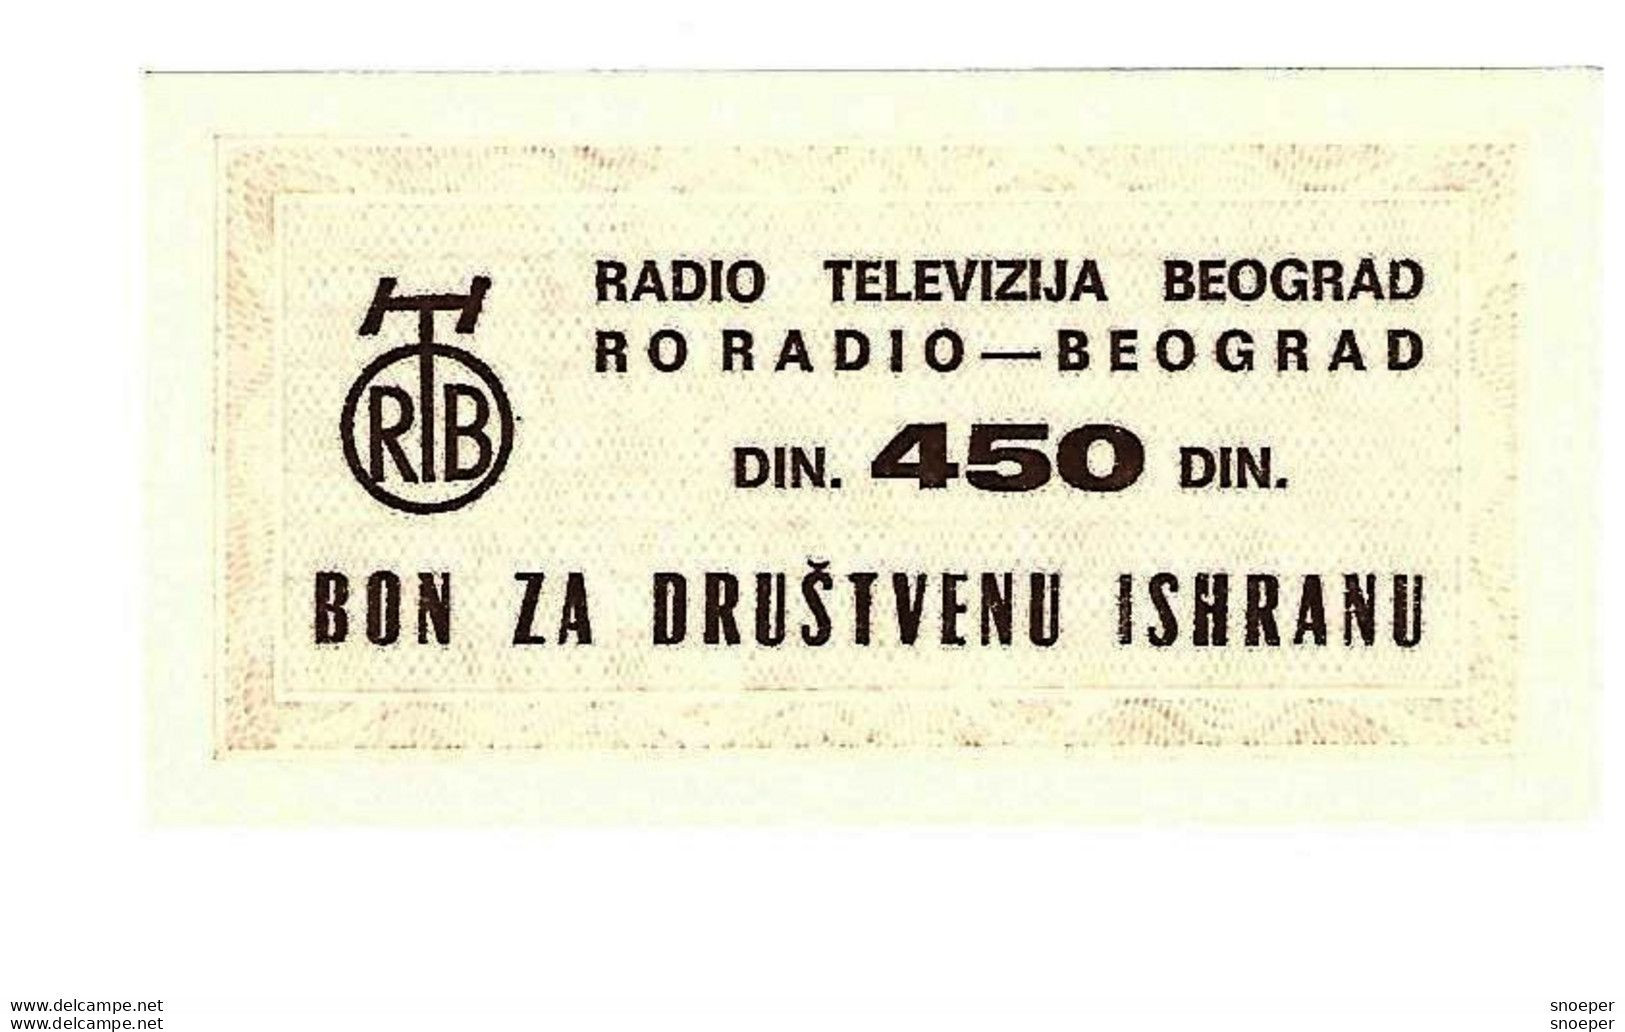 RTB
RADIO TELEVIZIJA BEOGRAD
RO RADIO—BEOGRAD
DIN. 450 DIN.
BON ZA DRUŠTVENU ISHRANU
www.delcampe.net
www.delcampe.net
snoeper
snoeper